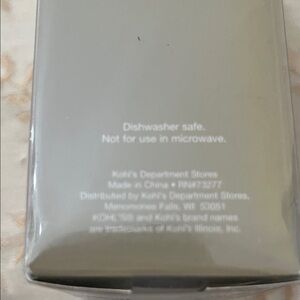 Dishwasher safe.
Not for use in microwave.
Kohl's Department Stores
Made in China • RN#73277
Distributed by Kohl's Department Stores,
Menomonee Falls, WI 53051
KOHL'S® and Kohl's brand names
are trademarks of Kohl's Illinois, Inc.